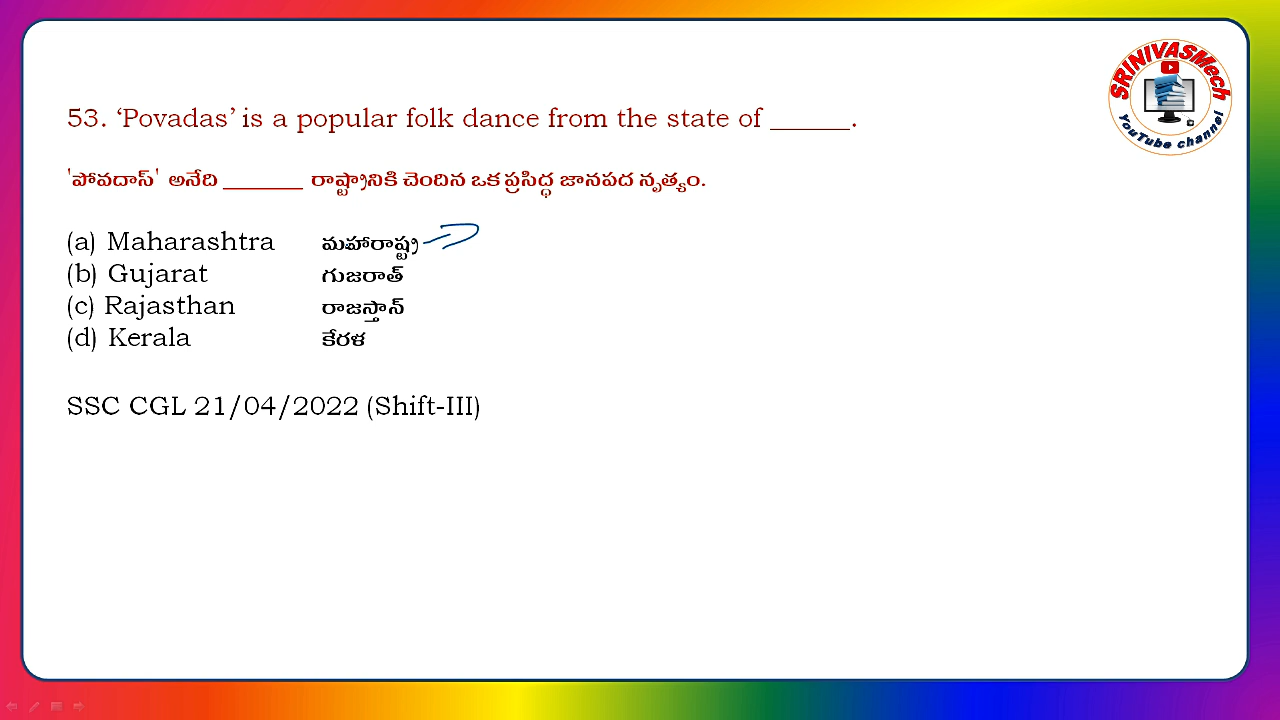 SRINIVASMech
YouTube channel
53. ‘Povadas’ is a popular folk dance from the state of ______.
'పోవదాస్' అనేది ________ రాష్ట్రానికి చెందిన ఒక ప్రసిద్ధ జానపద నృత్యం.
(a) Maharashtra మహారాష్ట్ర
(b) Gujarat గుజరాత్
(c) Rajasthan రాజస్తాన్
(d) Kerala కేరళ
SSC CGL 21/04/2022 (Shift-III)